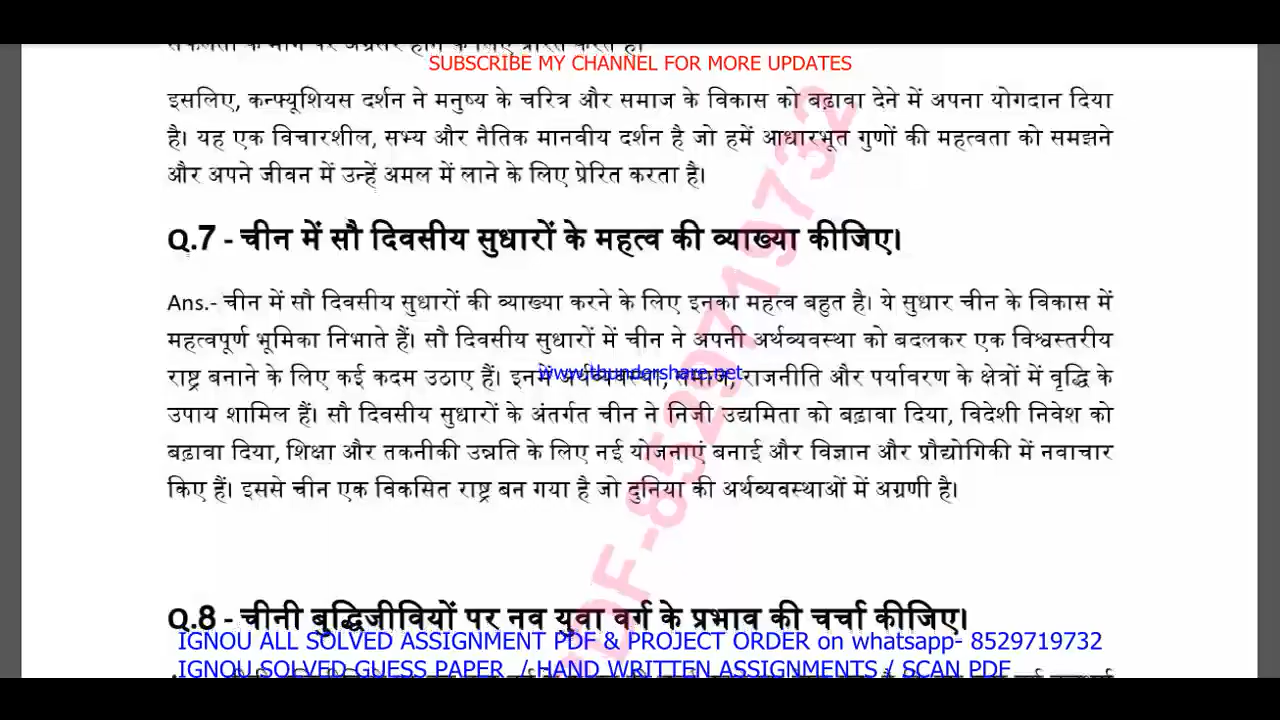 SUBSCRIBE MY CHANNEL FOR MORE UPDATES
इसलिए, कन्फ्यूशियस दर्शन ने मनुष्य के चरित्र और समाज के विकास को बढ़ावा देने में अपना योगदान दिया
है। यह एक विचारशील, सभ्य और नैतिक मानवीय दर्शन है जो हमें आधारभूत गुणों की महत्वता को समझने
और अपने जीवन में उन्हें अमल में लाने के लिए प्रेरित करता है।
Q.7 - चीन में सौ दिवसीय सुधारों के महत्व की व्याख्या कीजिए।
Ans.- चीन में सौ दिवसीय सुधारों की व्याख्या करने के लिए इनका महत्व बहुत है। ये सुधार चीन के विकास में
महत्वपूर्ण भूमिका निभाते हैं। सौ दिवसीय सुधारों में चीन ने अपनी अर्थव्यवस्था को बदलकर एक विश्वस्तरीय
राष्ट्र बनाने के लिए कई कदम उठाए हैं। इनमें अर्थव्यवस्था, समाज, राजनीति और पर्यावरण के क्षेत्रों में वृद्धि के
www.thundershare.net
उपाय शामिल हैं। सौ दिवसीय सुधारों के अंतर्गत चीन ने निजी उद्यमिता को बढ़ावा दिया, विदेशी निवेश को
बढ़ावा दिया, शिक्षा और तकनीकी उन्नति के लिए नई योजनाएं बनाई और विज्ञान और प्रौद्योगिकी में नवाचार
किए हैं। इससे चीन एक विकसित राष्ट्र बन गया है जो दुनिया की अर्थव्यवस्थाओं में अग्रणी है।
PDF-8529719732
Q.8 - चीनी बुद्धिजीवियों पर नव युवा वर्ग के प्रभाव की चर्चा कीजिए।
IGNOU ALL SOLVED ASSIGNMENT PDF & PROJECT ORDER on whatsapp- 8529719732
IGNOU SOLVED GUESS PAPER / HAND WRITTEN ASSIGNMENTS / SCAN PDF